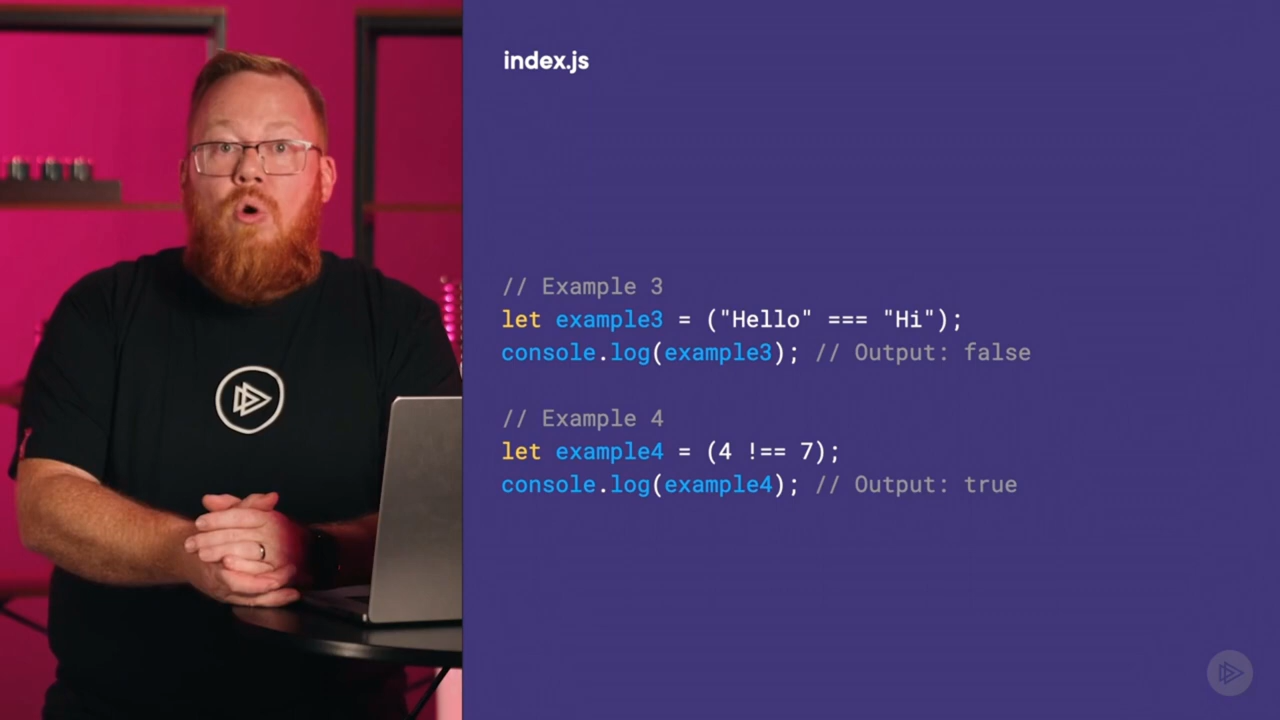 index.js
// Example 3
let example3 = ("Hello" === "Hi");
console.log(example3); // Output: false
// Example 4
let example4 = (4 !== 7);
console.log(example4); // Output: true